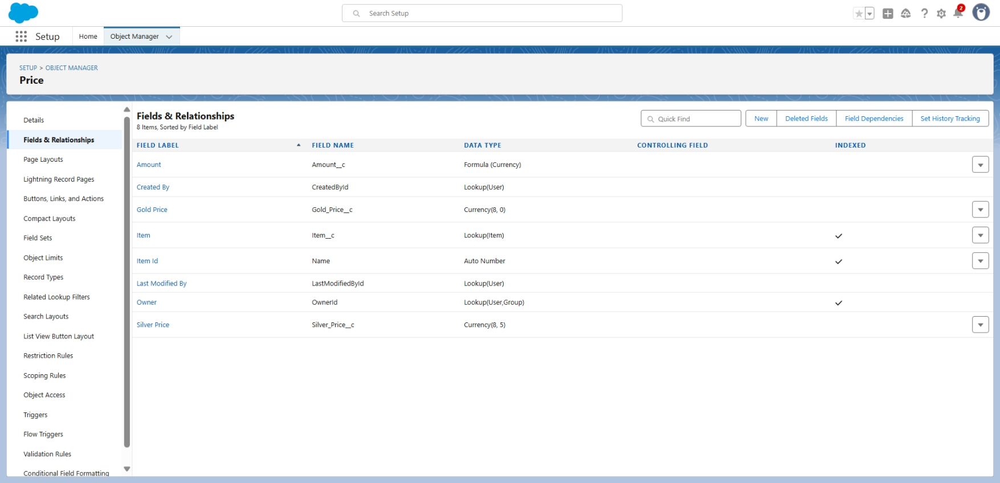 Search Setup
2
Setup
Home
Object Manager
SETUP > OBJECT MANAGER
Price
Details
Fields & Relationships
Page Layouts
Lightning Record Pages
Buttons, Links, and Actions
Compact Layouts
Field Sets
Object Limits
Record Types
Related Lookup Filters
Search Layouts
List View Button Layout
Restriction Rules
Scoping Rules
Object Access
Triggers
Flow Triggers
Validation Rules
Conditional Field Formatting
Fields & Relationships
8 Items, Sorted by Field Label
Quick Find
New
Deleted Fields
Field Dependencies
Set History Tracking
FIELD LABEL FIELD NAME DATA TYPE CONTROLLING FIELD INDEXED
Amount Amount__c Formula (Currency)
Created By CreatedById Lookup(User)
Gold Price Gold_Price__c Currency(8, 0)
Item Item__c Lookup(Item)
Item Id Name Auto Number
Last Modified By LastModifiedById Lookup(User)
Owner OwnerId Lookup(User,Group)
Silver Price Silver_Price__c Currency(8, 5)